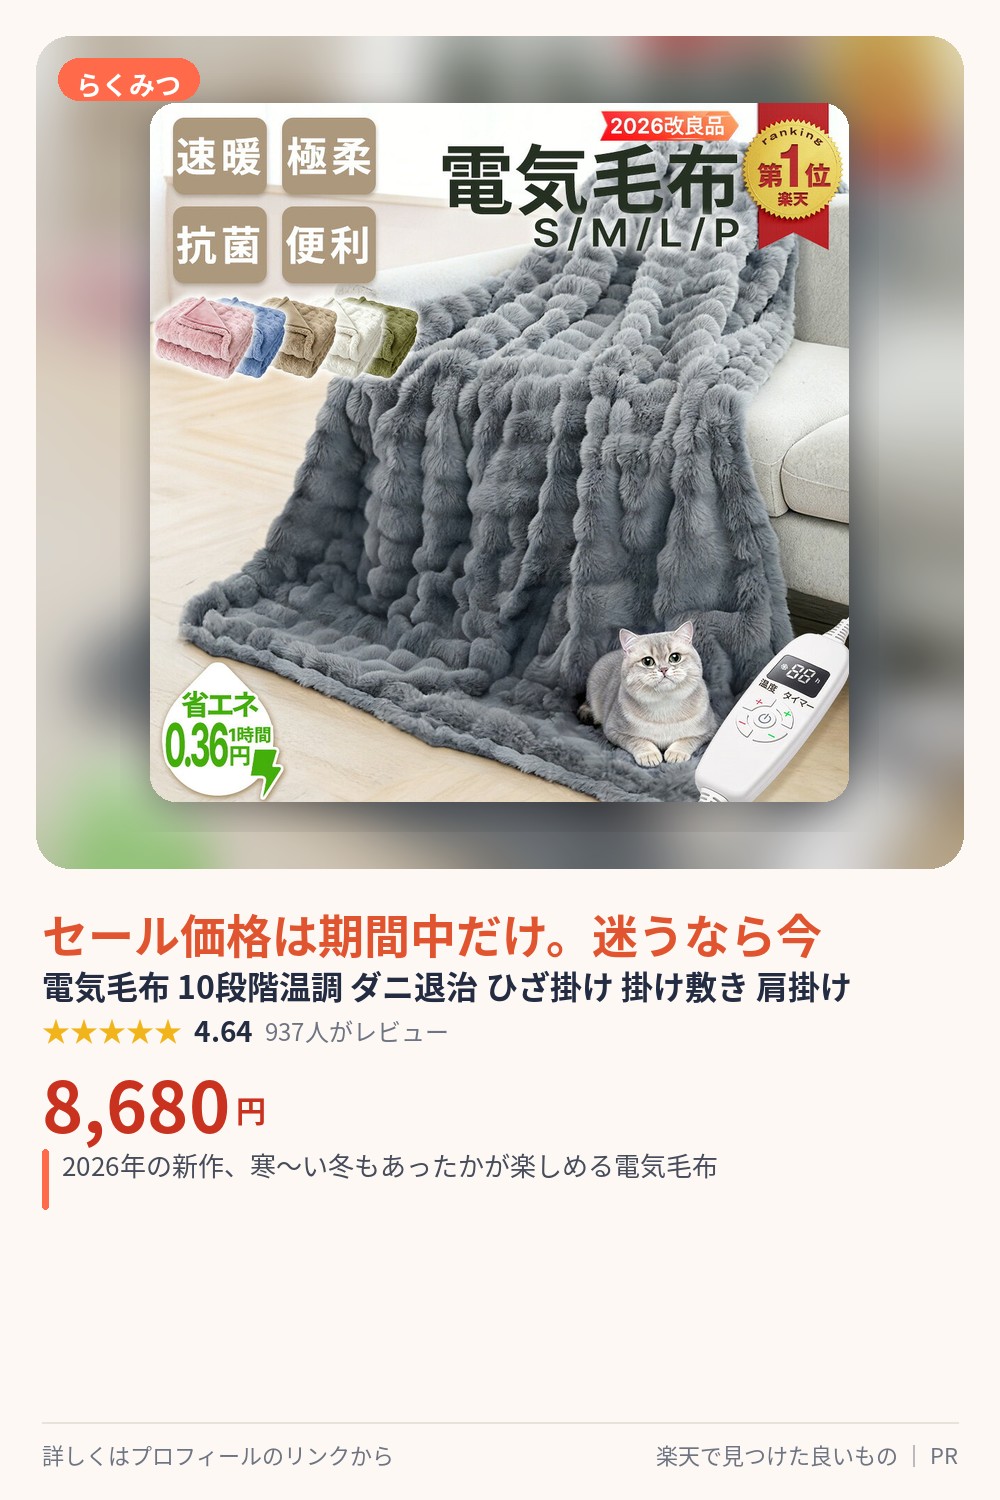 らくみつ
速暖 極柔
抗菌 便利
2026改良品
電気毛布
S/M/L/P
ranking
第1位
楽天
省エネ
0.36円 1時間
88 h
温度 タイマー
セール価格は期間中だけ。迷うなら今
電気毛布 10段階温調 ダニ退治 ひざ掛け 掛け敷き 肩掛け
★★★★★ 4.64 937人がレビュー
8,680円
2026年の新作、寒〜い冬もあったかが楽しめる電気毛布
詳しくはプロフィールのリンクから
楽天で見つけた良いもの｜PR